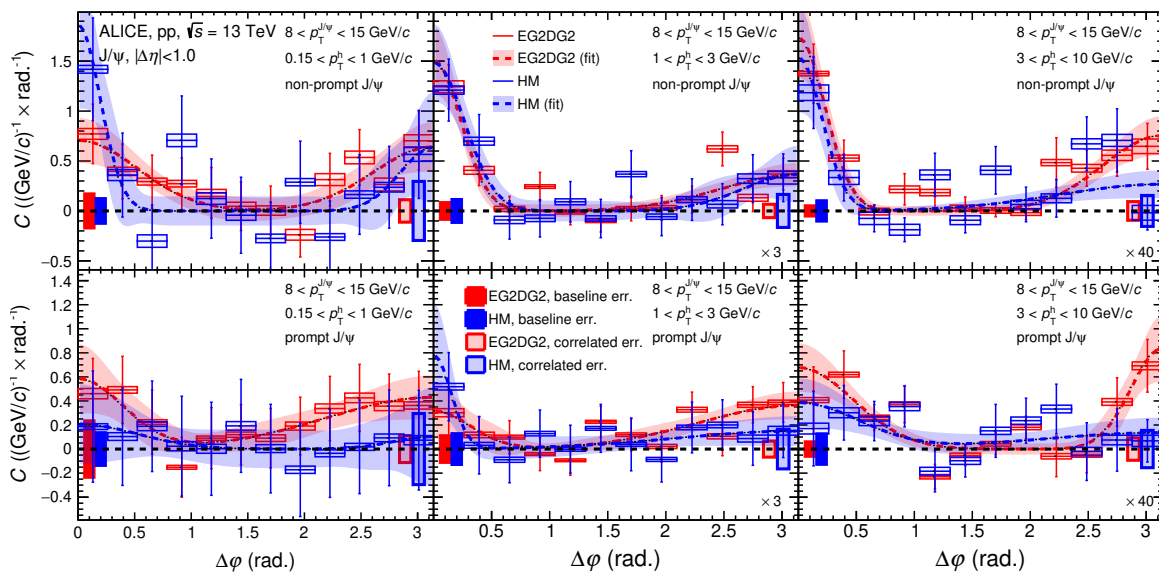 ALICE, pp, √s = 13 TeV
J/ψ, |Δη|<1.0
8 < p_T^{J/ψ} < 15 GeV/c
0.15 < p_T^h < 1 GeV/c
non-prompt J/ψ
EG2DG2
EG2DG2 (fit)
HM
HM (fit)
8 < p_T^{J/ψ} < 15 GeV/c
1 < p_T^h < 3 GeV/c
non-prompt J/ψ
× 3
8 < p_T^{J/ψ} < 15 GeV/c
3 < p_T^h < 10 GeV/c
non-prompt J/ψ
× 40
C ((GeV/c)⁻¹ × rad.⁻¹)
1.5
1
0.5
0
−0.5
8 < p_T^{J/ψ} < 15 GeV/c
0.15 < p_T^h < 1 GeV/c
prompt J/ψ
EG2DG2, baseline err.
HM, baseline err.
EG2DG2, correlated err.
HM, correlated err.
8 < p_T^{J/ψ} < 15 GeV/c
1 < p_T^h < 3 GeV/c
prompt J/ψ
× 3
8 < p_T^{J/ψ} < 15 GeV/c
3 < p_T^h < 10 GeV/c
prompt J/ψ
× 40
C ((GeV/c)⁻¹ × rad.⁻¹)
1.4
1.2
1
0.8
0.6
0.4
0.2
0
−0.2
−0.4
0 0.5 1 1.5 2 2.5 3
0.5 1 1.5 2 2.5 3
0.5 1 1.5 2 2.5 3
Δφ (rad.)
Δφ (rad.)
Δφ (rad.)